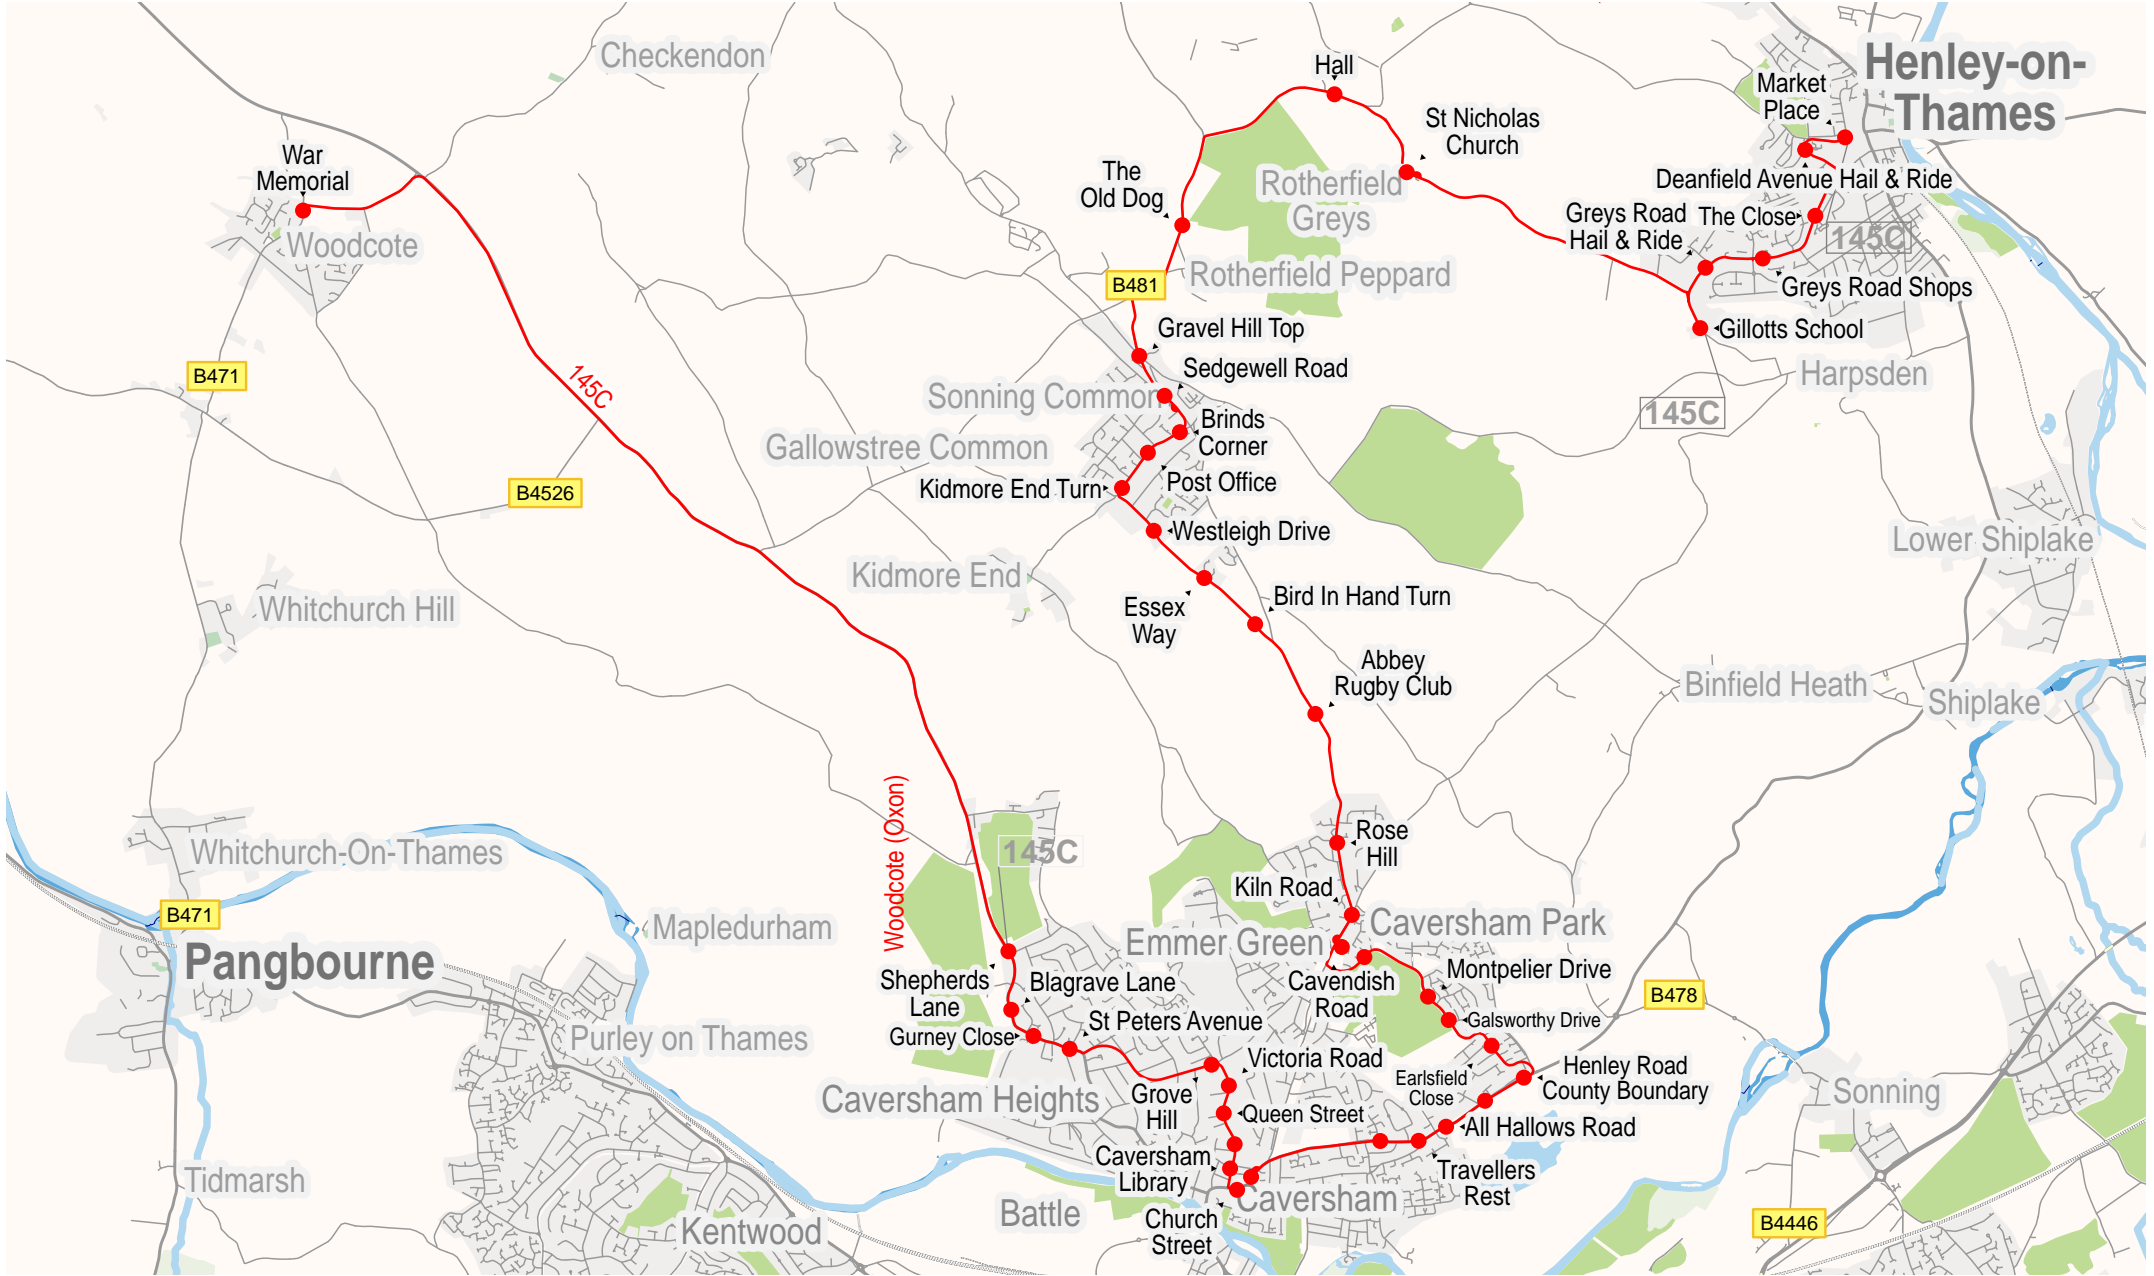 Checkendon
Hall
Henley-on-
Thames
Market
Place
St Nicholas
Church
War
Memorial
The
Old Dog
Rotherfield
Greys
Deanfield Avenue Hail & Ride
Greys Road
Hail & Ride
The Close
145C
Woodcote
Rotherfield Peppard
B481
Greys Road Shops
Gravel Hill Top
Gillotts School
Sedgewell Road
B471
145C
Harpsden
Sonning Common
145C
Brinds
Corner
Gallowstree Common
Kidmore End Turn
Post Office
B4526
Westleigh Drive
Lower Shiplake
Kidmore End
Essex
Way
Bird In Hand Turn
Whitchurch Hill
Abbey
Rugby Club
Binfield Heath
Shiplake
Woodcote (Oxon)
145C
Rose
Hill
Whitchurch-On-Thames
Kiln Road
B471
Mapledurham
Caversham Park
Emmer Green
Pangbourne
Shepherds
Lane
Blagrave Lane
Cavendish
Road
Montpelier Drive
B478
Galsworthy Drive
Gurney Close
St Peters Avenue
Purley on Thames
Victoria Road
Henley Road
County Boundary
Earlsfield
Close
Sonning
Caversham Heights
Grove
Hill
Queen Street
All Hallows Road
Caversham
Library
Travellers
Rest
Tidmarsh
Caversham
Battle
Church
Street
Kentwood
B4446